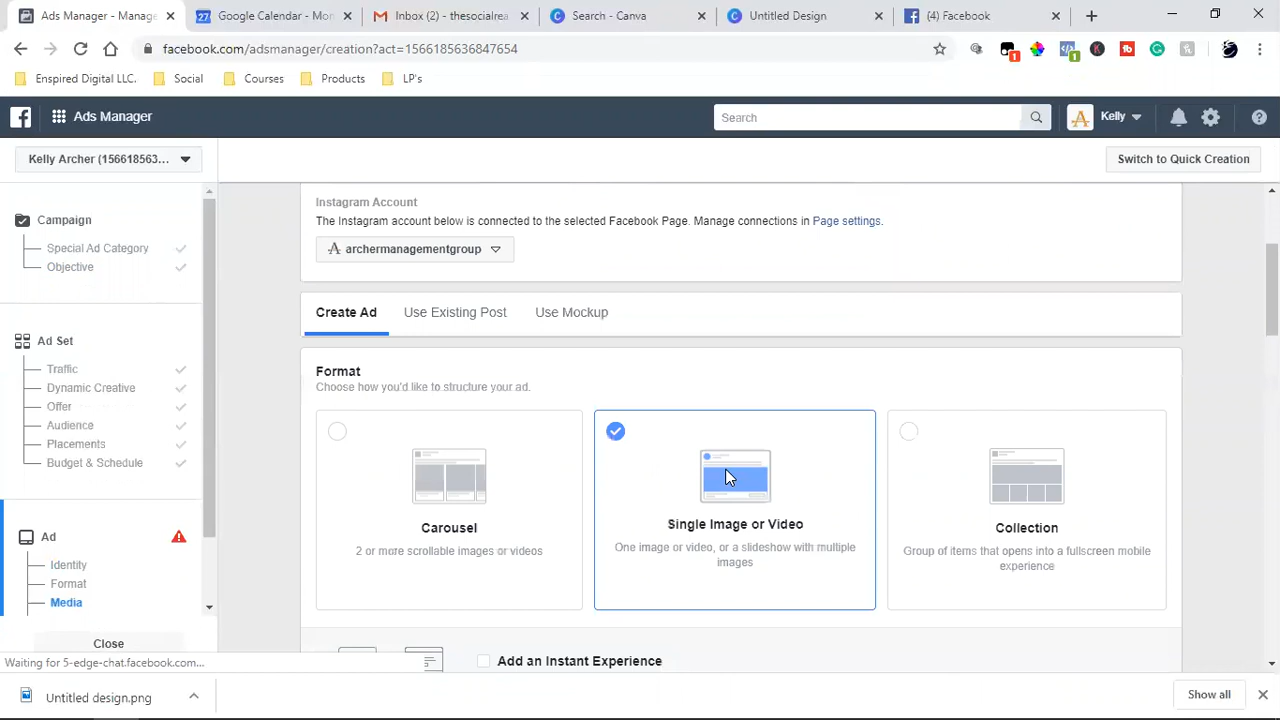 Ads Manager - Manage
Google Calendar - Mon
Inbox (2) - thesocialrea
Search - Canva
Untitled Design
(4) Facebook
facebook.com/adsmanager/creation?act=1566185636847654
Enspired Digital LLC.
Social
Courses
Products
LP's
Ads Manager
Search
Kelly
Kelly Archer (156618563...
Switch to Quick Creation
Campaign
Special Ad Category
Objective
Ad Set
Traffic
Dynamic Creative
Offer
Audience
Placements
Budget & Schedule
Ad
Identity
Format
Media
Close
Instagram Account
The Instagram account below is connected to the selected Facebook Page. Manage connections in Page settings.
archermanagementgroup
Create Ad
Use Existing Post
Use Mockup
Format
Choose how you'd like to structure your ad.
Carousel
2 or more scrollable images or videos
Single Image or Video
One image or video, or a slideshow with multiple
images
Collection
Group of items that opens into a fullscreen mobile
experience
Add an Instant Experience
Waiting for 5-edge-chat.facebook.com...
Untitled design.png
Show all